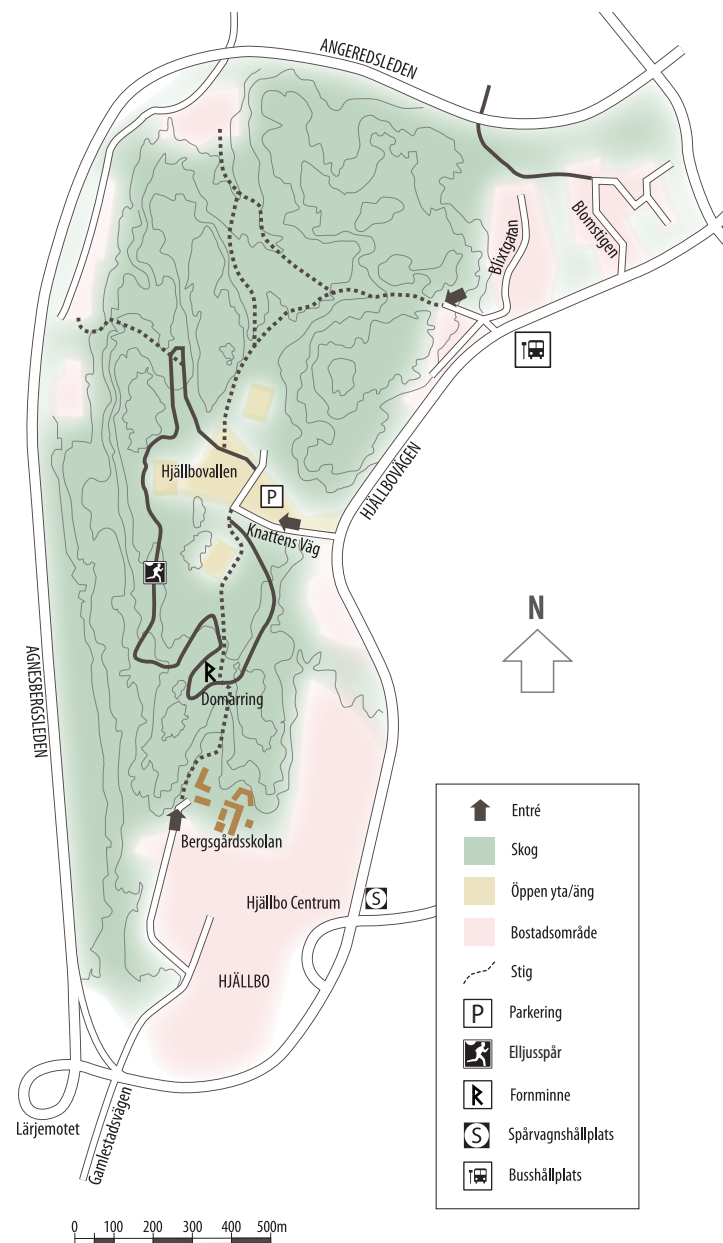 ANGEREDSLEDEN
Blixtgatan
Blomstigen
HJÄLLBOVÄGEN
Hjällbovallen
P
Knattens Väg
AGNESBERGSLEDEN
N
ᚱ
Domarring
Bergsgårdsskolan
Hjällbo Centrum
S
HJÄLLBO
Lärjemotet
Gamlestadsvägen
Entré
Skog
Öppen yta/äng
Bostadsområde
Stig
P Parkering
Elljusspår
ᚱ Fornminne
S Spårvagnshållplats
Busshållplats
0 100 200 300 400 500m